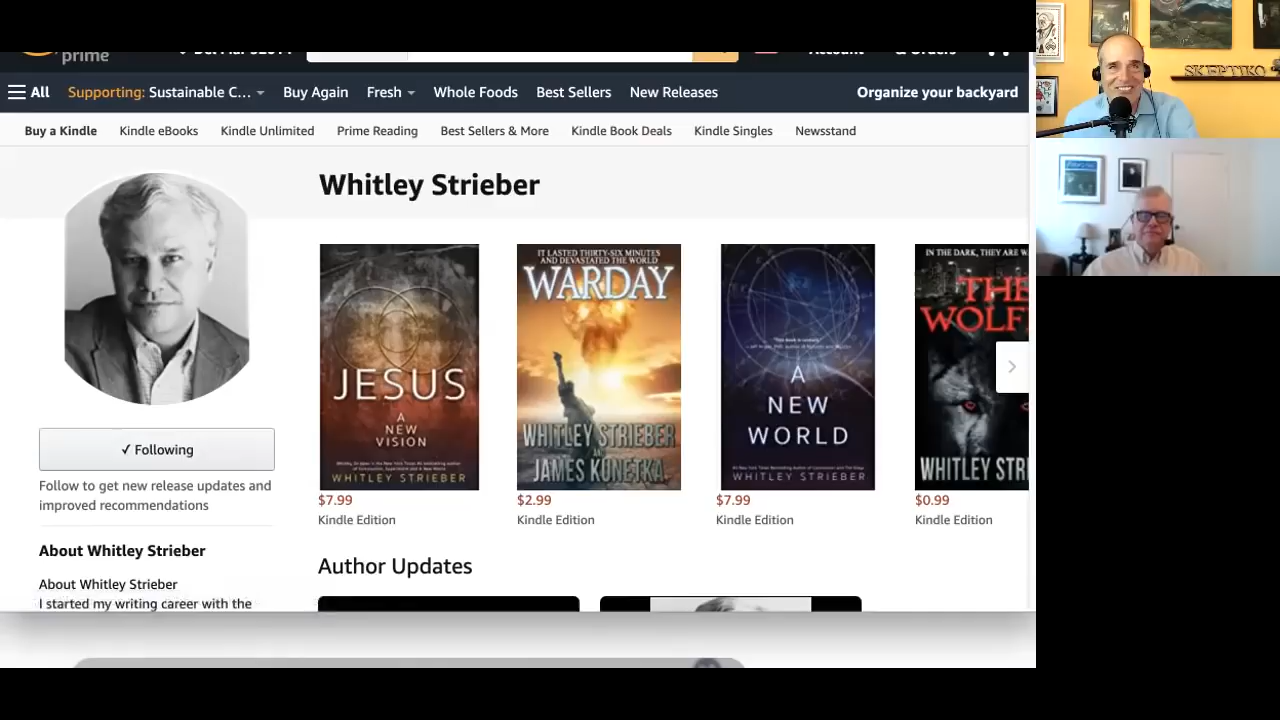 prime
Account
& Orders
All
Supporting: Sustainable C...
Buy Again
Fresh
Whole Foods
Best Sellers
New Releases
Organize your backyard
Buy a Kindle
Kindle eBooks
Kindle Unlimited
Prime Reading
Best Sellers & More
Kindle Book Deals
Kindle Singles
Newsstand
SKEPTIKO
Whitley Strieber
JESUS
A
NEW
VISION
WHITLEY STRIEBER
$7.99
Kindle Edition
IT LASTED THIRTY-SIX MINUTES
AND DEVASTATED THE WORLD
WARDAY
WHITLEY STRIEBER
JAMES KUNETKA
$2.99
Kindle Edition
A
NEW
WORLD
WHITLEY STRIEBER
$7.99
Kindle Edition
IN THE DARK, THEY ARE WA
THE
WOLF
WHITLEY STRI
$0.99
Kindle Edition
✓ Following
Follow to get new release updates and
improved recommendations
About Whitley Strieber
About Whitley Strieber
I started my writing career with the
Author Updates